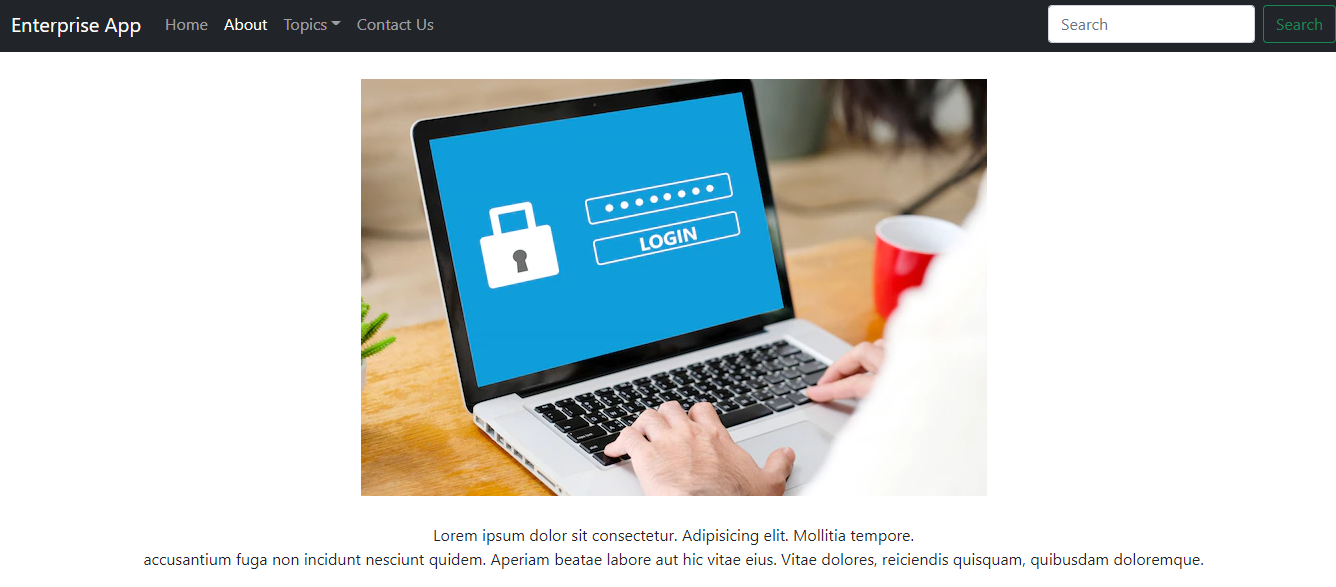 Enterprise App Home About Topics Contact Us Search Search
LOGIN
Lorem ipsum dolor sit consectetur. Adipisicing elit. Mollitia tempore.
accusantium fuga non incidunt nesciunt quidem. Aperiam beatae labore aut hic vitae eius. Vitae dolores, reiciendis quisquam, quibusdam doloremque.